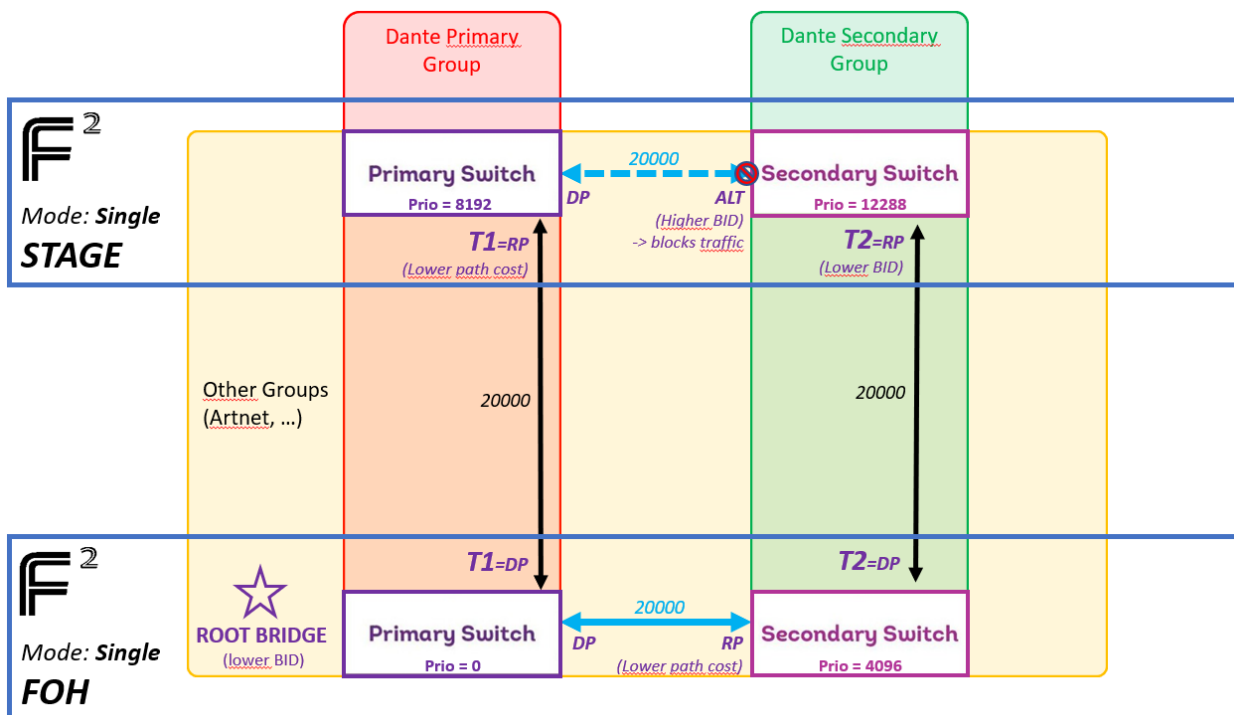 Dante Primary
Group
Dante Secondary
Group
F 2
Mode: Single
STAGE
Primary Switch
Prio = 8192
20000
DP
ALT
(Higher BID)
-> blocks traffic
Secondary Switch
Prio = 12288
T1=RP
(Lower path cost)
T2=RP
(Lower BID)
Other Groups
(Artnet, ...)
20000
20000
F 2
Mode: Single
FOH
ROOT BRIDGE
(lower BID)
T1=DP
T2=DP
Primary Switch
Prio = 0
20000
DP
RP
(Lower path cost)
Secondary Switch
Prio = 4096